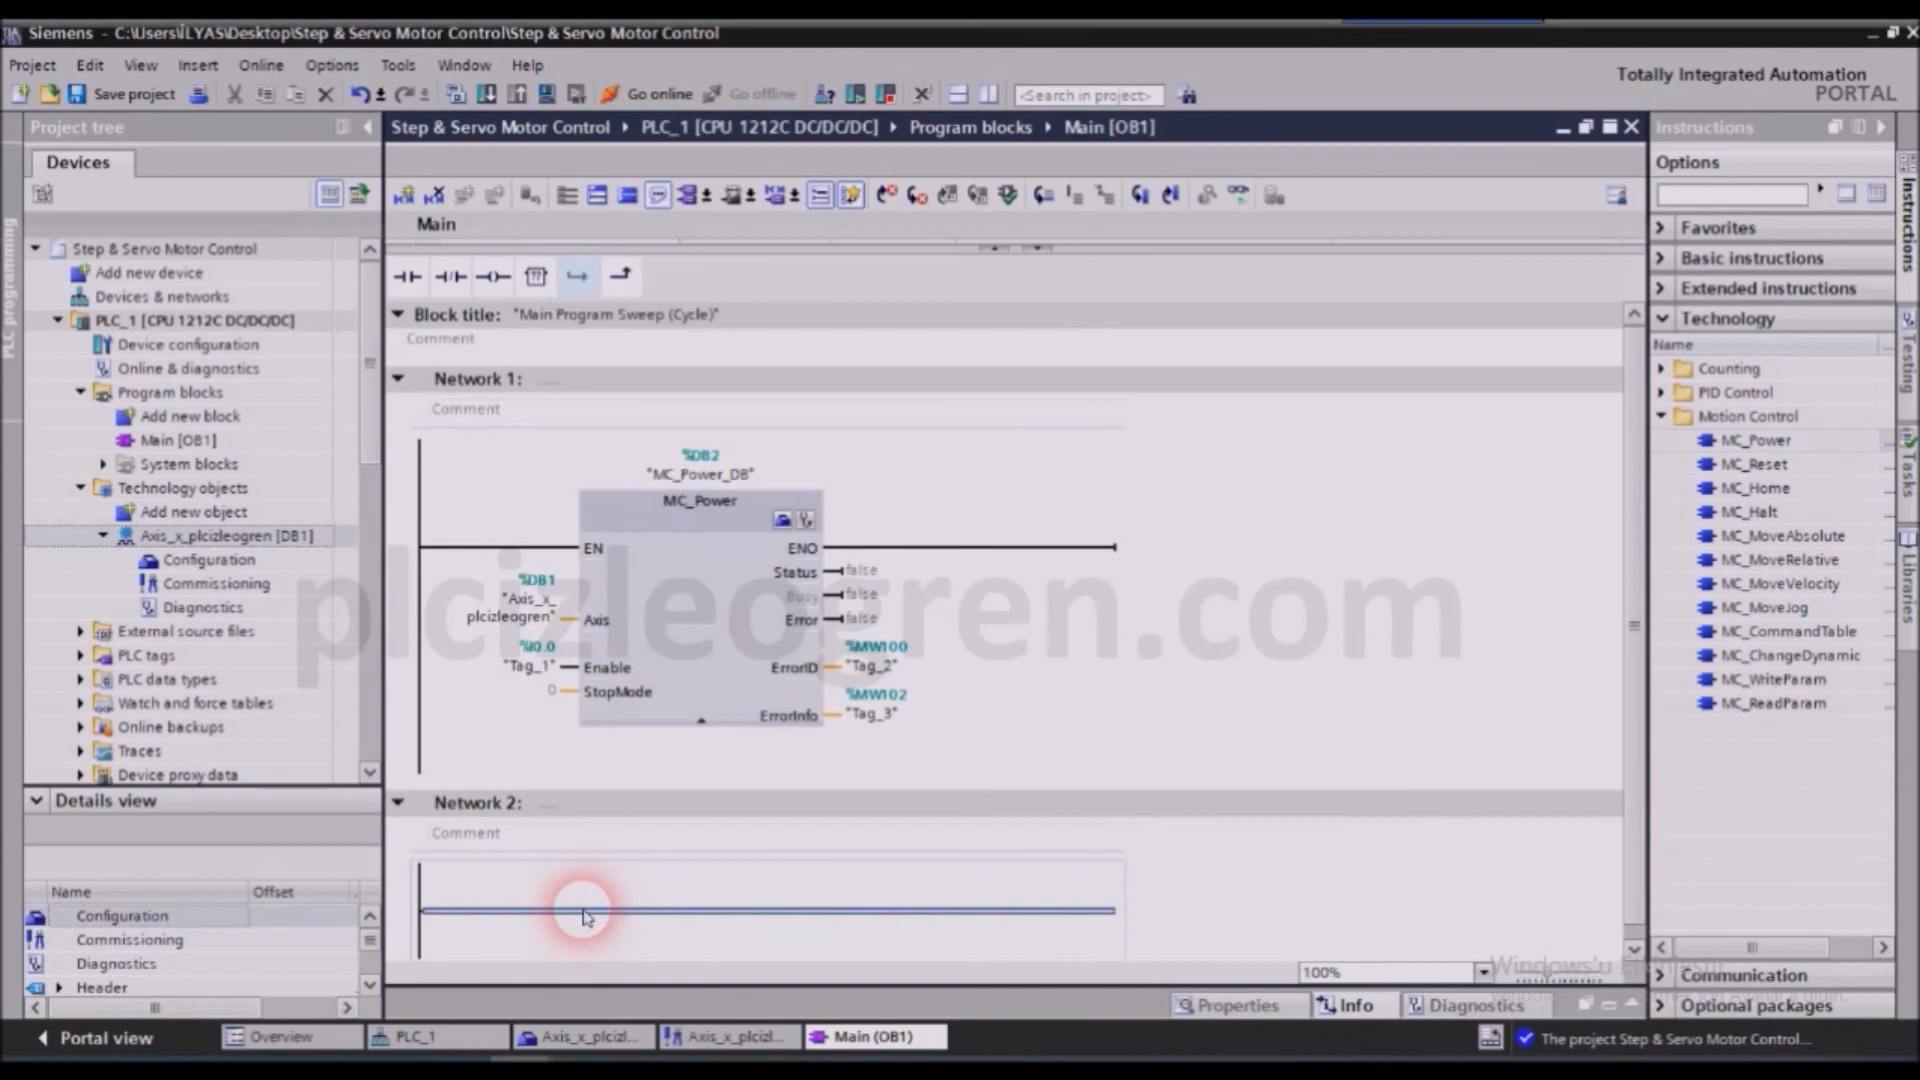 Siemens - C:\Users\İLYAS\Desktop\Step & Servo Motor Control\Step & Servo Motor Control
Project Edit View Insert Online Options Tools Window Help
Totally Integrated Automation
PORTAL
Save project
Go online
Go offline
<Search in project>
Project tree
Step & Servo Motor Control ▸ PLC_1 [CPU 1212C DC/DC/DC] ▸ Program blocks ▸ Main [OB1]
Instructions
Devices
Options
PLC programming
Main
Step & Servo Motor Control
Add new device
Devices & networks
PLC_1 [CPU 1212C DC/DC/DC]
Device configuration
Online & diagnostics
Program blocks
Add new block
Main [OB1]
System blocks
Technology objects
Add new object
Axis_x_plcizleogren [DB1]
Configuration
Commissioning
Diagnostics
External source files
PLC tags
PLC data types
Watch and force tables
Online backups
Traces
Device proxy data
Details view
Name Offset
Configuration
Commissioning
Diagnostics
Header
Block title: "Main Program Sweep (Cycle)"
Comment
Network 1:
Comment
%DB2
"MC_Power_DB"
MC_Power
EN
ENO
Status false
Busy false
Error false
%DB1
"Axis_x_
plcizleogren" Axis
%I0.0
"Tag_1" Enable
0 StopMode
%MW100
ErrorID "Tag_2"
%MW102
ErrorInfo "Tag_3"
plcizleogren.com
Network 2:
Comment
100%
Properties
Info
Diagnostics
Favorites
Basic instructions
Extended instructions
Technology
Name
Counting
PID Control
Motion Control
MC_Power
MC_Reset
MC_Home
MC_Halt
MC_MoveAbsolute
MC_MoveRelative
MC_MoveVelocity
MC_MoveJog
MC_CommandTable
MC_ChangeDynamic
MC_WriteParam
MC_ReadParam
Communication
Optional packages
Instructions
Testing
Tasks
Libraries
Windows'u
Portal view
Overview
PLC_1
Axis_x_plcizl...
Axis_x_plcizl...
Main (OB1)
The project Step & Servo Motor Control...